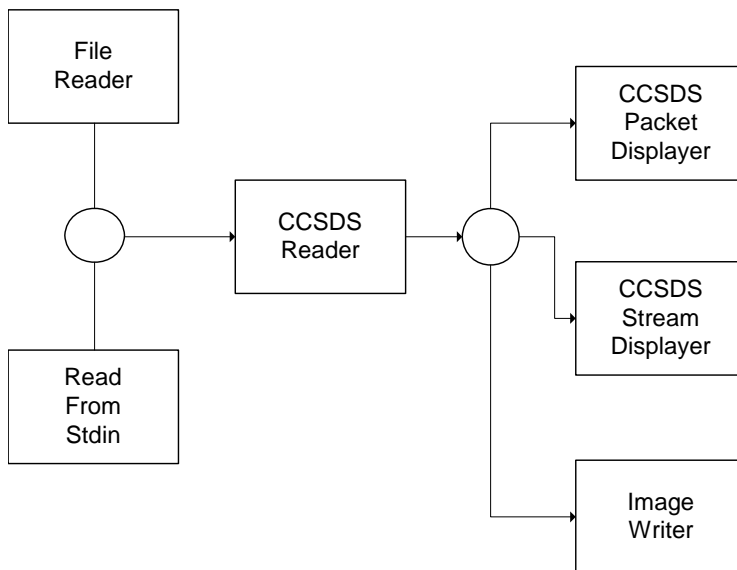 File
Reader
CCSDS
Packet
Displayer
CCSDS
Reader
CCSDS
Stream
Displayer
Read
From
Stdin
Image
Writer